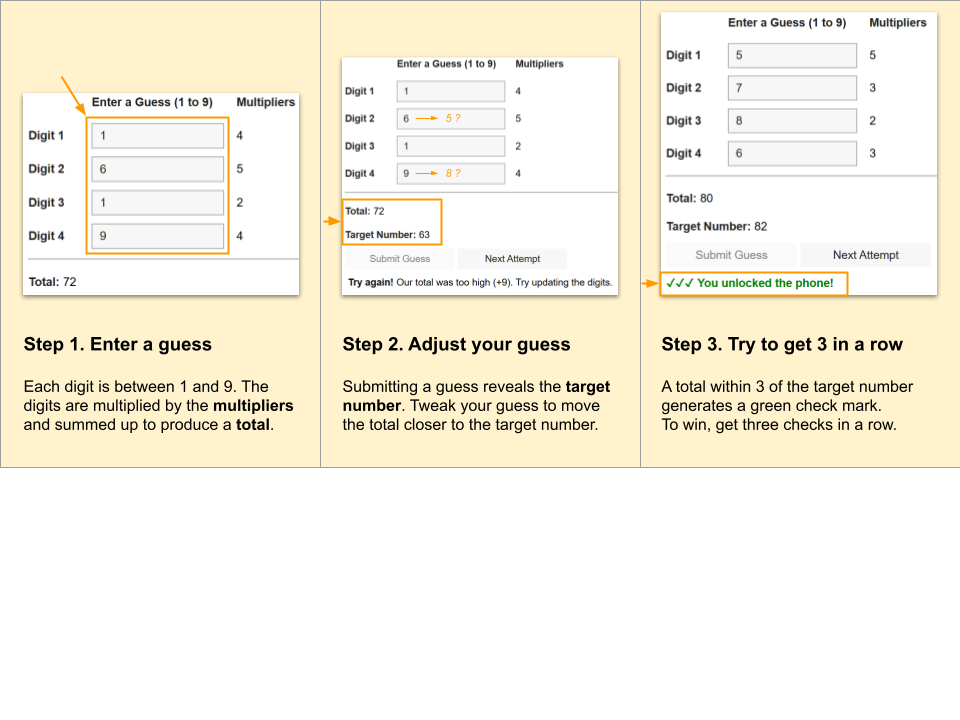 Enter a Guess (1 to 9) Multipliers
Digit 1 1 4
Digit 2 6 5
Digit 3 1 2
Digit 4 9 4
Total: 72
Step 1. Enter a guess
Each digit is between 1 and 9. The
digits are multiplied by the multipliers
and summed up to produce a total.
Enter a Guess (1 to 9) Multipliers
Digit 1 1 4
Digit 2 6 5 ? 5
Digit 3 1 2
Digit 4 9 8 ? 4
Total: 72
Target Number: 63
Submit Guess Next Attempt
Try again! Our total was too high (+9). Try updating the digits.
Step 2. Adjust your guess
Submitting a guess reveals the target
number. Tweak your guess to move
the total closer to the target number.
Enter a Guess (1 to 9) Multipliers
Digit 1 5 5
Digit 2 7 3
Digit 3 8 2
Digit 4 6 3
Total: 80
Target Number: 82
Submit Guess Next Attempt
✓✓✓ You unlocked the phone!
Step 3. Try to get 3 in a row
A total within 3 of the target number
generates a green check mark.
To win, get three checks in a row.